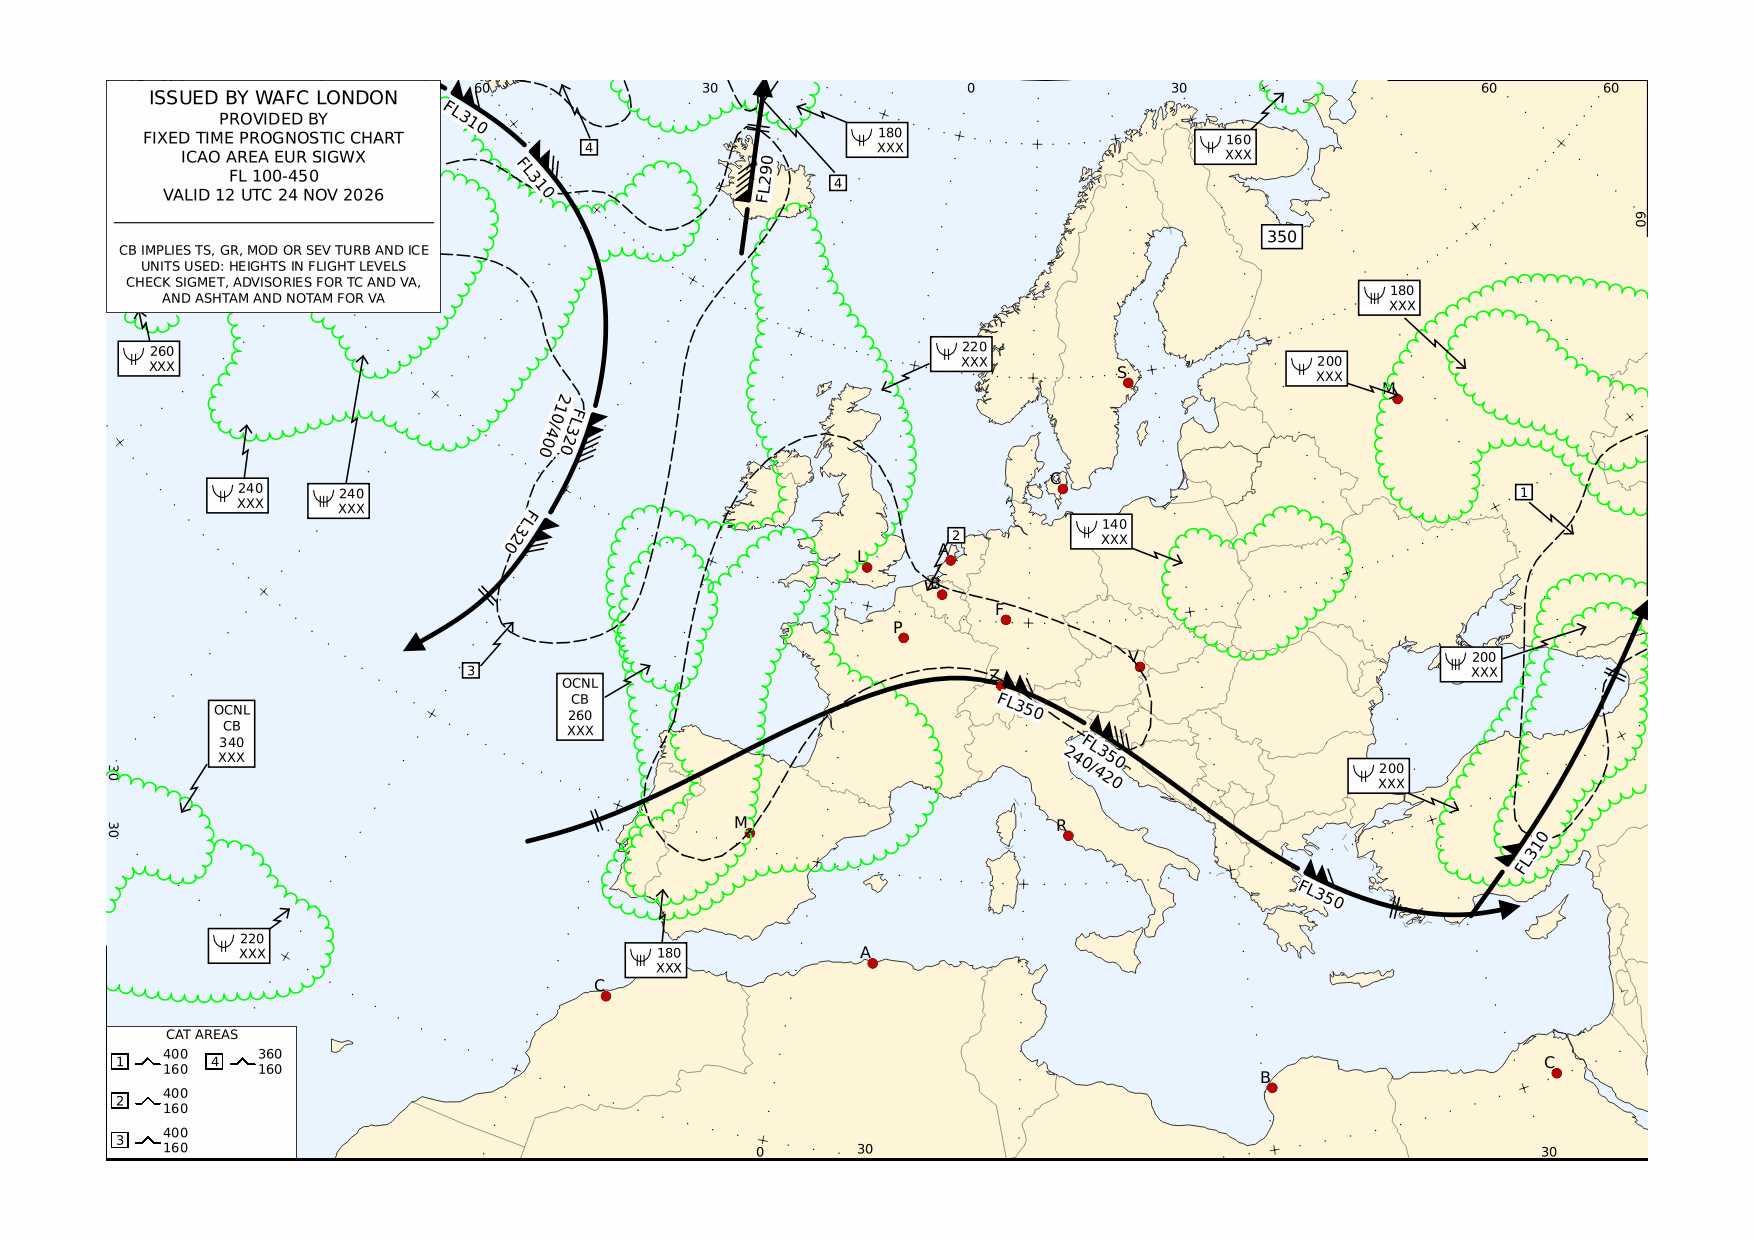 ISSUED BY WAFC LONDON
PROVIDED BY
FIXED TIME PROGNOSTIC CHART
ICAO AREA EUR SIGWX
FL 100-450
VALID 12 UTC 24 NOV 2026
CB IMPLIES TS, GR, MOD OR SEV TURB AND ICE
UNITS USED: HEIGHTS IN FLIGHT LEVELS
CHECK SIGMET, ADVISORIES FOR TC AND VA,
AND ASHTAM AND NOTAM FOR VA
60
30
0
30
60
60
FL310
4
180
XXX
160
XXX
FL310
FL290
4
60
350
180
XXX
260
XXX
220
XXX
200
XXX
S
M
FL320
210/400
240
XXX
240
XXX
C
1
FL320
140
XXX
2
L
A
B
F
P
3
V
200
XXX
Z
OCNL
CB
260
XXX
OCNL
CB
340
XXX
FL350
FL350
240/420
30
200
XXX
30
M
R
FL310
FL350
220
XXX
180
XXX
A
C
CAT AREAS
1
400
160
4
360
160
2
400
160
3
400
160
B
C
0
30
30